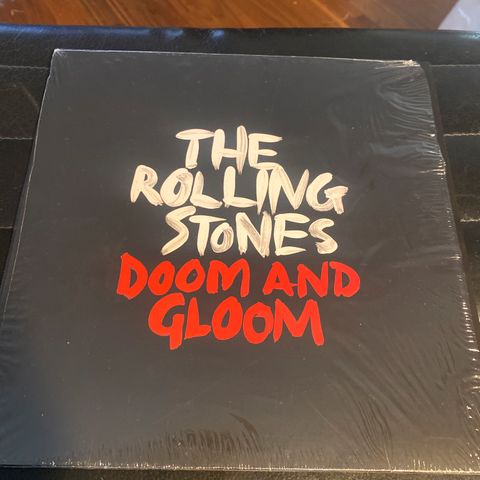 THE
ROLLING
STONES
DOOM AND
GLOOM